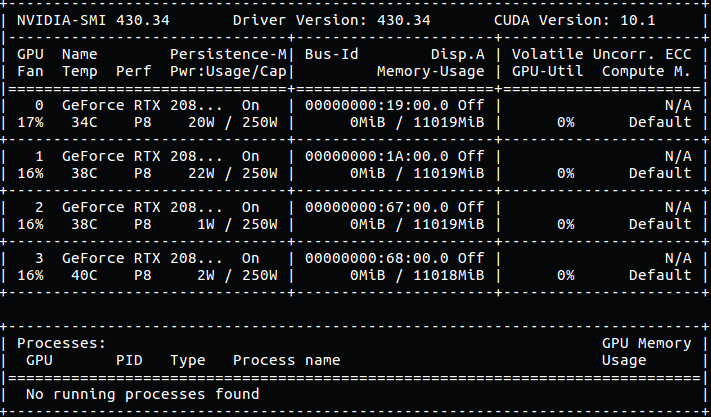 NVIDIA-SMI 430.34 Driver Version: 430.34 CUDA Version: 10.1
GPU Name Persistence-M| Bus-Id Disp.A | Volatile Uncorr. ECC
Fan Temp Perf Pwr:Usage/Cap| Memory-Usage | GPU-Util Compute M.
0 GeForce RTX 208... On | 00000000:19:00.0 Off | N/A
17% 34C P8 20W / 250W | 0MiB / 11019MiB | 0% Default
1 GeForce RTX 208... On | 00000000:1A:00.0 Off | N/A
16% 38C P8 22W / 250W | 0MiB / 11019MiB | 0% Default
2 GeForce RTX 208... On | 00000000:67:00.0 Off | N/A
16% 38C P8 1W / 250W | 0MiB / 11019MiB | 0% Default
3 GeForce RTX 208... On | 00000000:68:00.0 Off | N/A
16% 40C P8 2W / 250W | 0MiB / 11018MiB | 0% Default
Processes: GPU Memory
GPU PID Type Process name Usage
No running processes found